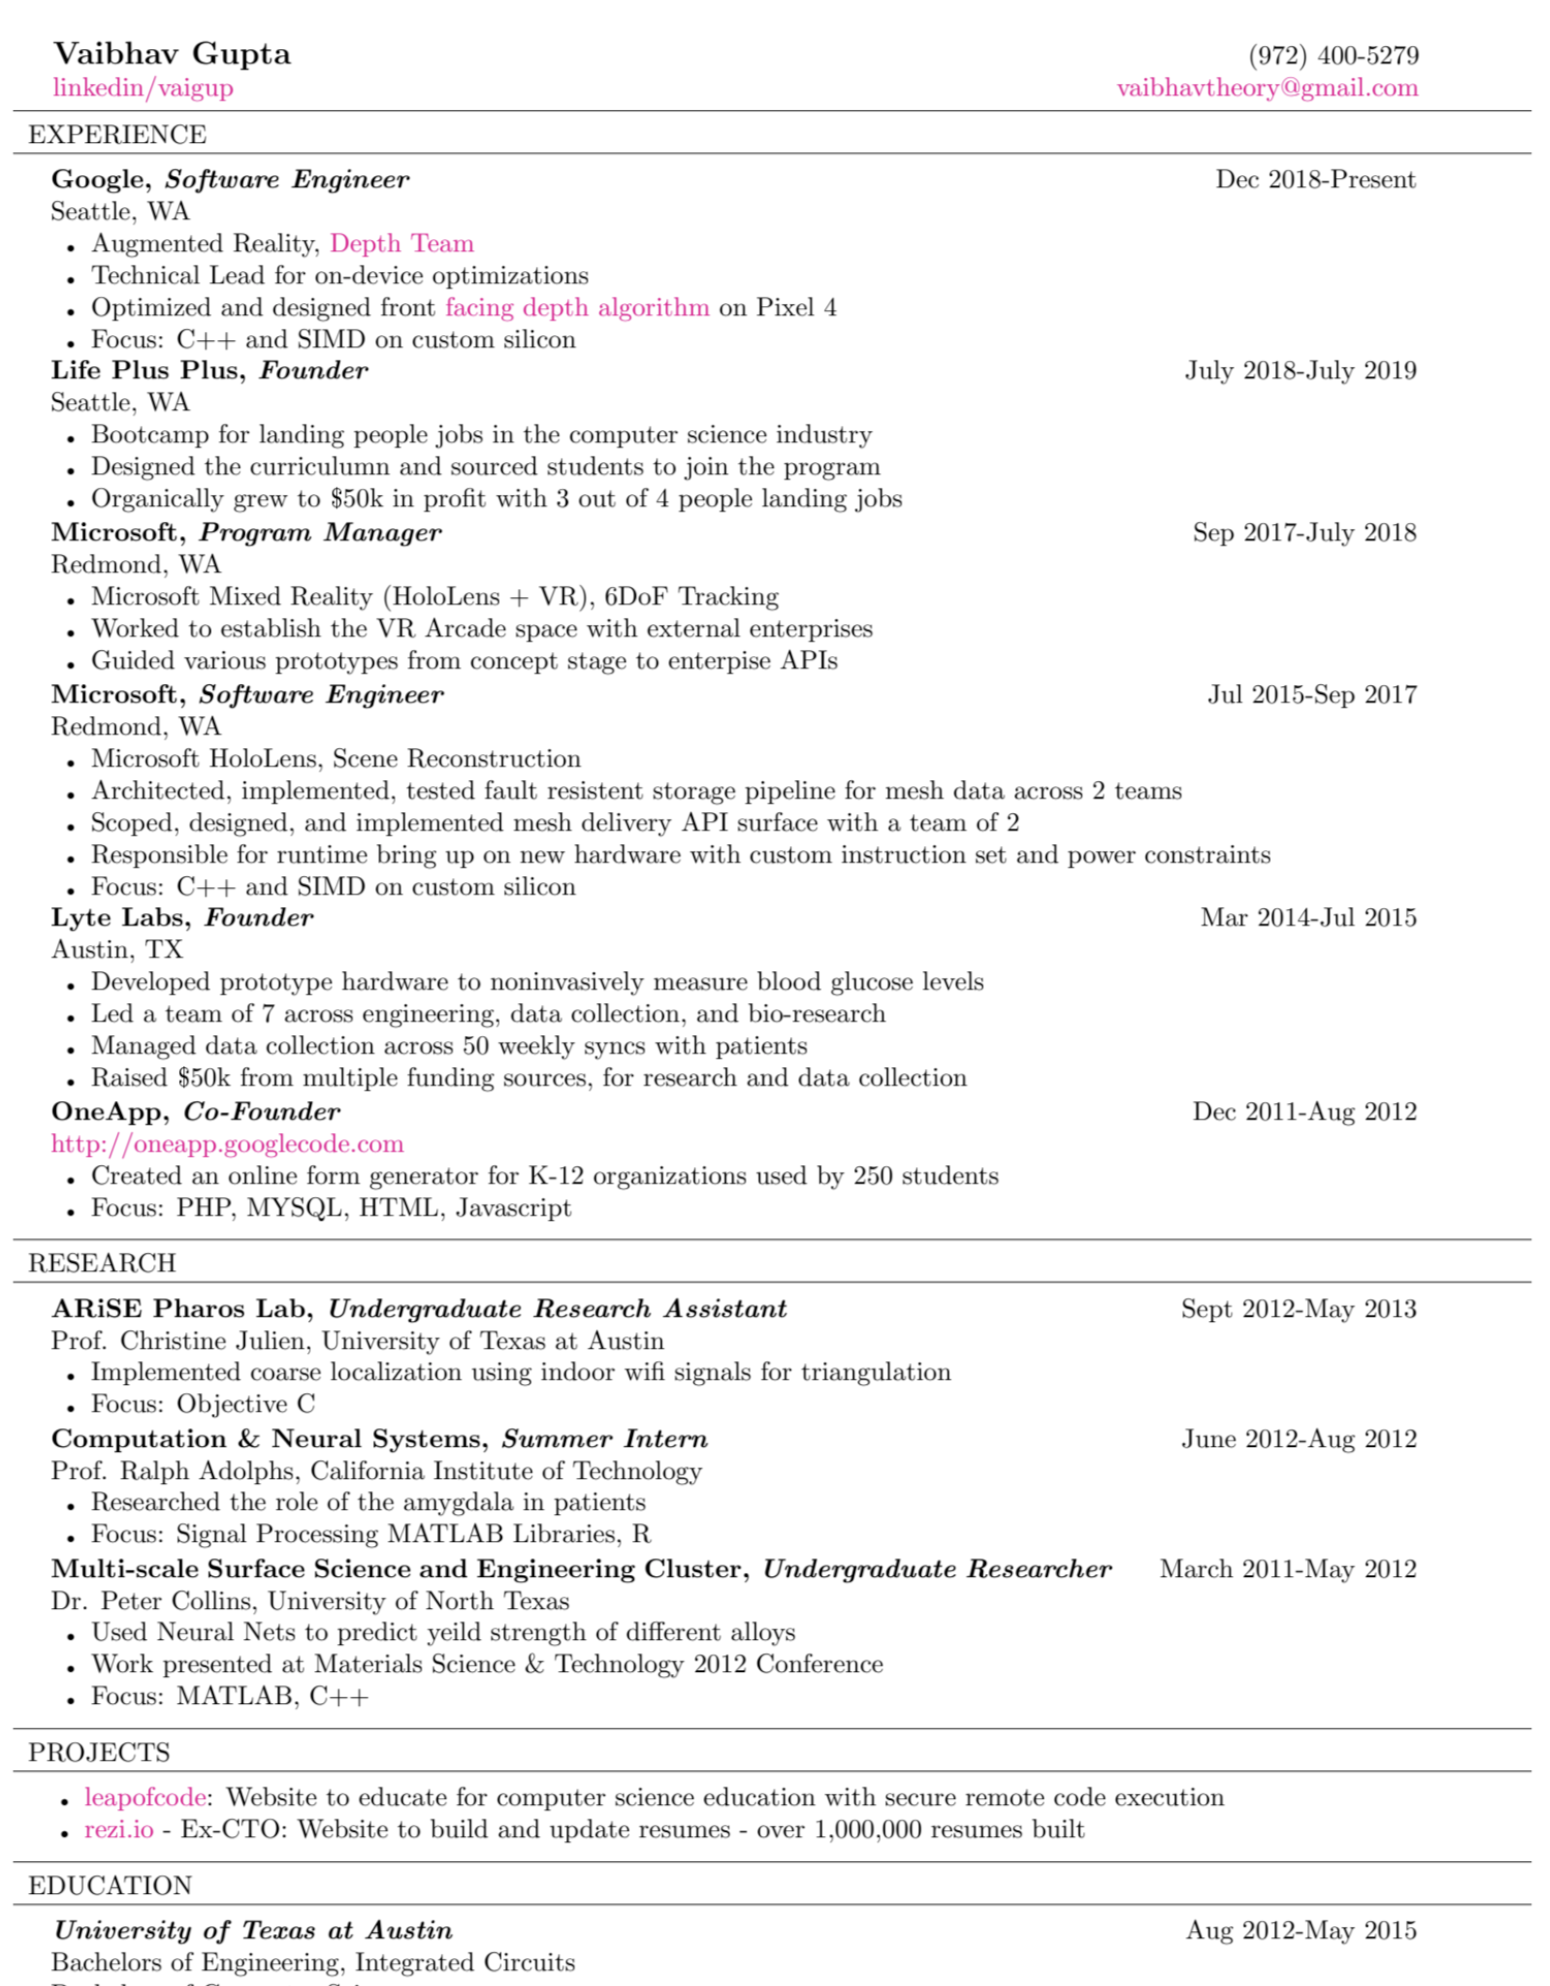 Vaibhav Gupta (972) 400-5279
linkedin/vaigup vaibhavtheory@gmail.com
EXPERIENCE
Google, Software Engineer Dec 2018-Present
Seattle, WA
• Augmented Reality, Depth Team
• Technical Lead for on-device optimizations
• Optimized and designed front facing depth algorithm on Pixel 4
• Focus: C++ and SIMD on custom silicon
Life Plus Plus, Founder July 2018-July 2019
Seattle, WA
• Bootcamp for landing people jobs in the computer science industry
• Designed the curriculumn and sourced students to join the program
• Organically grew to $50k in profit with 3 out of 4 people landing jobs
Microsoft, Program Manager Sep 2017-July 2018
Redmond, WA
• Microsoft Mixed Reality (HoloLens + VR), 6DoF Tracking
• Worked to establish the VR Arcade space with external enterprises
• Guided various prototypes from concept stage to enterpise APIs
Microsoft, Software Engineer Jul 2015-Sep 2017
Redmond, WA
• Microsoft HoloLens, Scene Reconstruction
• Architected, implemented, tested fault resistent storage pipeline for mesh data across 2 teams
• Scoped, designed, and implemented mesh delivery API surface with a team of 2
• Responsible for runtime bring up on new hardware with custom instruction set and power constraints
• Focus: C++ and SIMD on custom silicon
Lyte Labs, Founder Mar 2014-Jul 2015
Austin, TX
• Developed prototype hardware to noninvasively measure blood glucose levels
• Led a team of 7 across engineering, data collection, and bio-research
• Managed data collection across 50 weekly syncs with patients
• Raised $50k from multiple funding sources, for research and data collection
OneApp, Co-Founder Dec 2011-Aug 2012
http://oneapp.googlecode.com
• Created an online form generator for K-12 organizations used by 250 students
• Focus: PHP, MYSQL, HTML, Javascript
RESEARCH
ARiSE Pharos Lab, Undergraduate Research Assistant Sept 2012-May 2013
Prof. Christine Julien, University of Texas at Austin
• Implemented coarse localization using indoor wifi signals for triangulation
• Focus: Objective C
Computation & Neural Systems, Summer Intern June 2012-Aug 2012
Prof. Ralph Adolphs, California Institute of Technology
• Researched the role of the amygdala in patients
• Focus: Signal Processing MATLAB Libraries, R
Multi-scale Surface Science and Engineering Cluster, Undergraduate Researcher March 2011-May 2012
Dr. Peter Collins, University of North Texas
• Used Neural Nets to predict yeild strength of different alloys
• Work presented at Materials Science & Technology 2012 Conference
• Focus: MATLAB, C++
PROJECTS
• leapofcode: Website to educate for computer science education with secure remote code execution
• rezi.io - Ex-CTO: Website to build and update resumes - over 1,000,000 resumes built
EDUCATION
University of Texas at Austin Aug 2012-May 2015
Bachelors of Engineering, Integrated Circuits